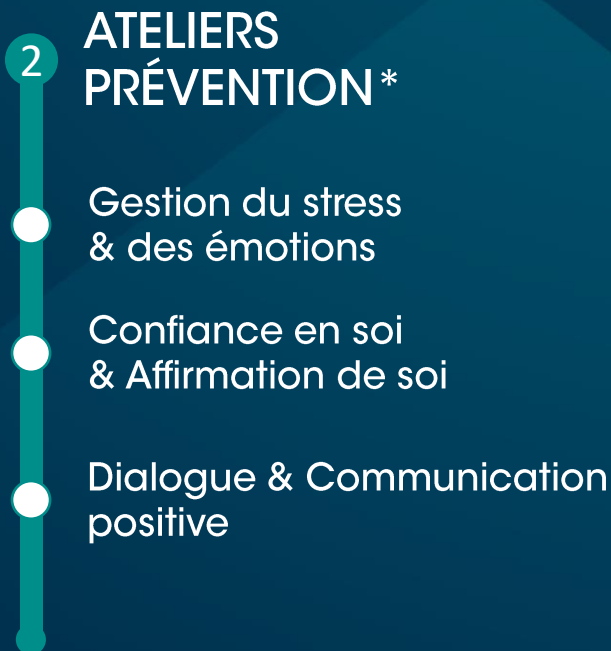 2
ATELIERS
PRÉVENTION*
Gestion du stress
& des émotions
Confiance en soi
& Affirmation de soi
Dialogue & Communication
positive